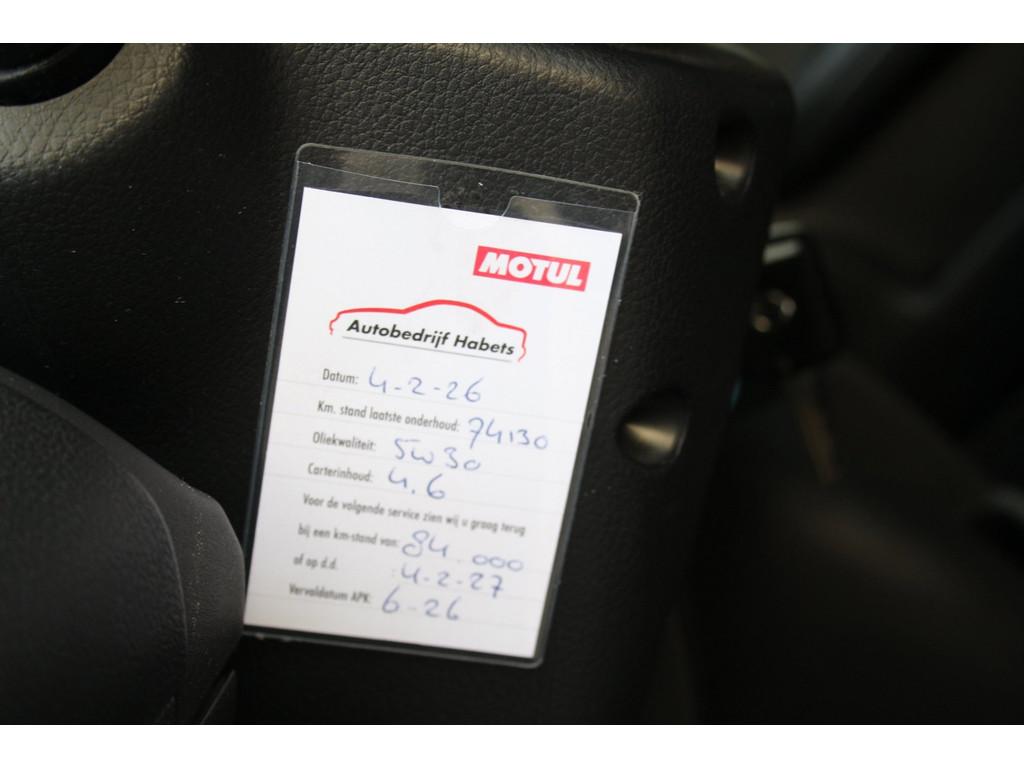 MOTUL
Autobedrijf Habets
Datum: 4-2-26
Km. stand laatste onderhoud: 74130
Oliekwaliteit: 5w30
Carterinhoud: 4.6
Voor de volgende service zien wij u graag terug
bij een km-stand van: 84.000
of op d.d. : 4-2-27
Vervaldatum APK: 6-26